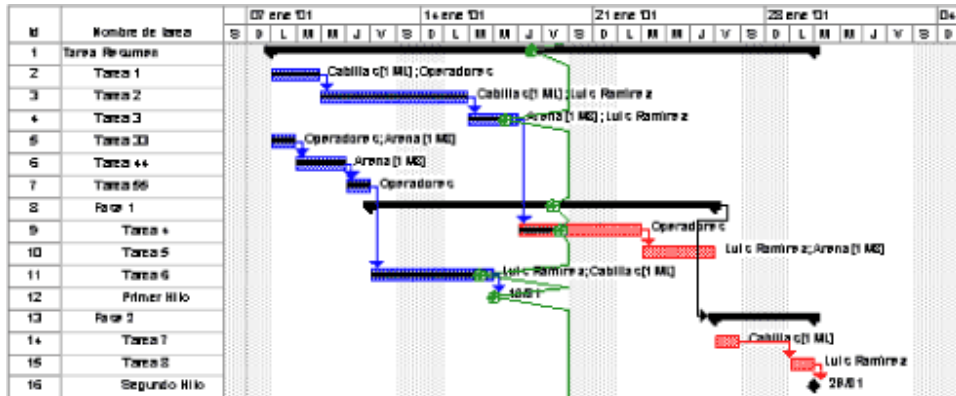 07 ene '01 14 ene '01 21 ene '01 28 ene '01
Id Nombre de tarea S D L M M J V S D L M M J V S D L M M J V S D L M M J V S D
1 Tarea Resumen
2 Tarea 1 Cabillas[1 ML];Operadores
3 Tarea 2 Cabillas[1 ML];Luis Ramirez
4 Tarea 3 Arena[1 M3];Luis Ramirez
5 Tarea 33 Operadores;Arena[1 M3]
6 Tarea 44 Arena[1 M3]
7 Tarea 55 Operadores
8 Fase 1
9 Tarea 4 Operadores
10 Tarea 5 Luis Ramirez;Arena[1 M3]
11 Tarea 6 Luis Ramirez;Cabillas[1 ML]
12 Primer Hito
13 Fase 2
14 Tarea 7 Cabillas[1 ML]
15 Tarea 8 Luis Ramirez
16 Segundo Hito